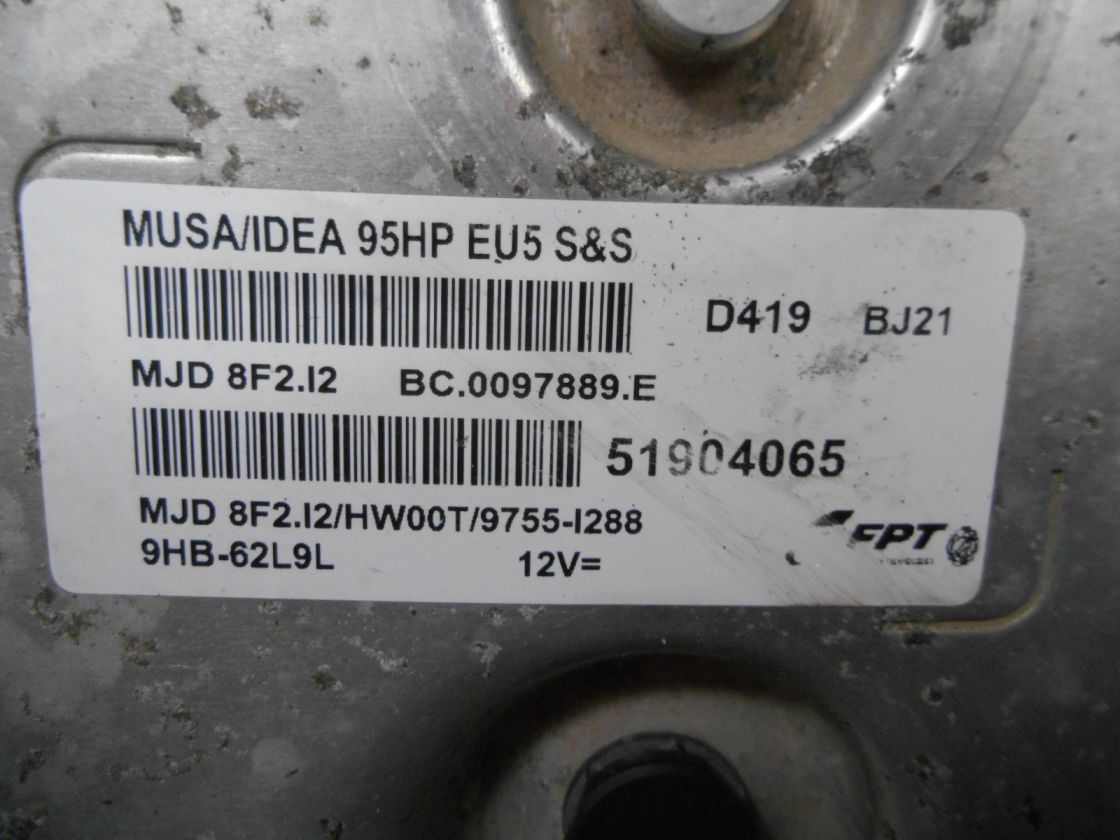 MUSA/IDEA 95HP EU5 S&S
D419 BJ21
MJD 8F2.I2 BC.0097889.E
51904065
MJD 8F2.I2/HW00T/9755-I288
9HB-62L9L 12V=
FPT